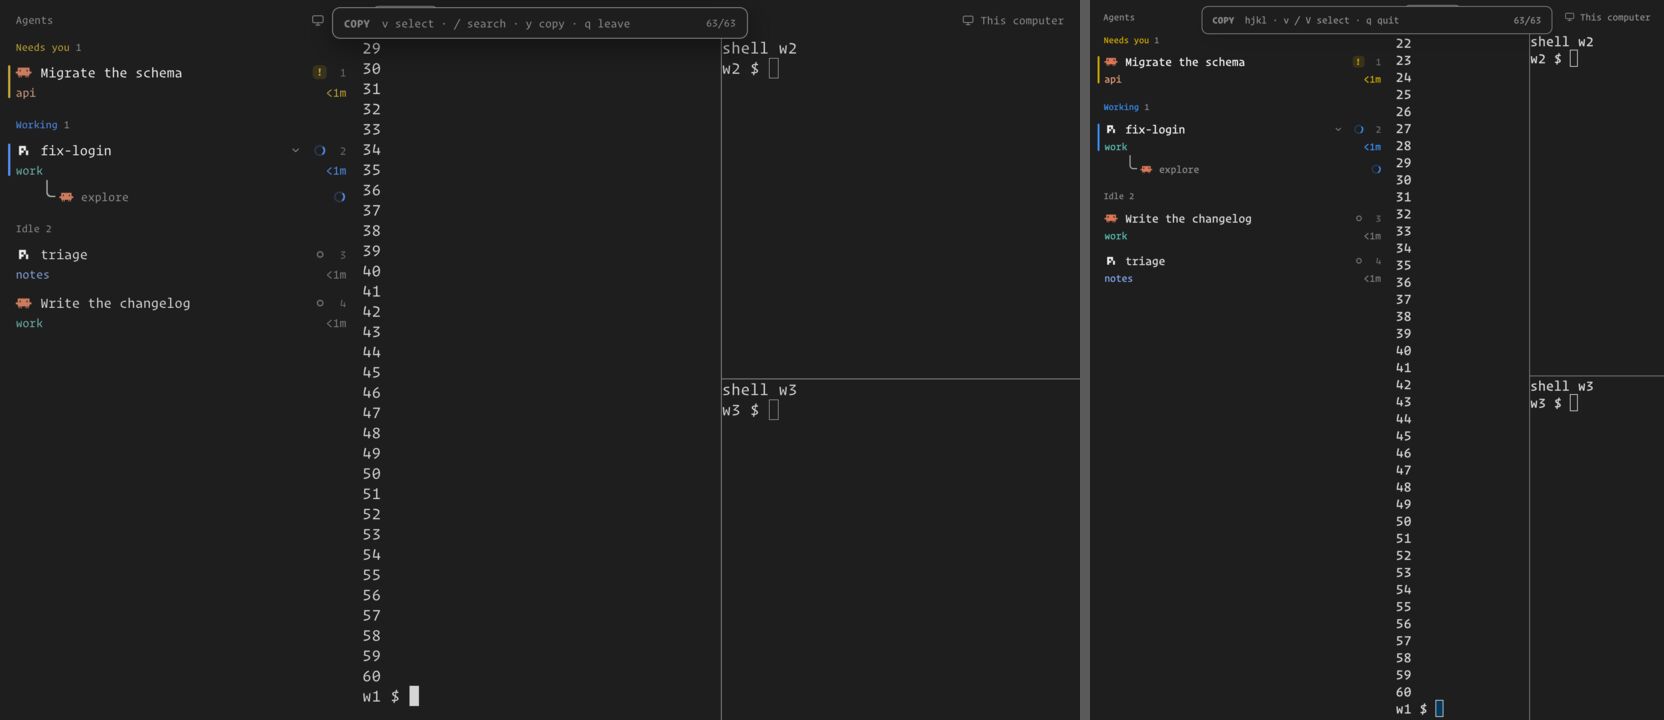 Agents
Needs you 1
Migrate the schema ! 1
api <1m
Working 1
fix-login 2
work <1m
explore
Idle 2
triage 3
notes <1m
Write the changelog 4
work <1m
COPY v select · / search · y copy · q leave 63/63
This computer
29
30
31
32
33
34
35
36
37
38
39
40
41
42
43
44
45
46
47
48
49
50
51
52
53
54
55
56
57
58
59
60
w1 $
shell w2
w2 $
shell w3
w3 $
Agents
Needs you 1
Migrate the schema ! 1
api <1m
Working 1
fix-login 2
work <1m
explore
Idle 2
Write the changelog 3
work <1m
triage 4
notes <1m
COPY hjkl · v / V select · q quit 63/63
This computer
22
23
24
25
26
27
28
29
30
31
32
33
34
35
36
37
38
39
40
41
42
43
44
45
46
47
48
49
50
51
52
53
54
55
56
57
58
59
60
w1 $
shell w2
w2 $
shell w3
w3 $